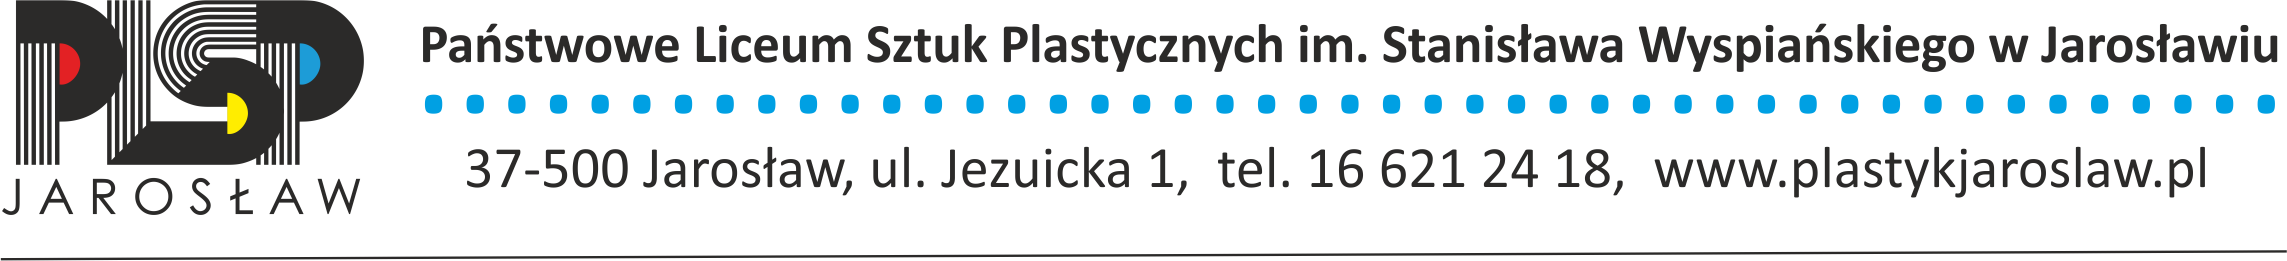 PLSP
JAROSŁAW
Państwowe Liceum Sztuk Plastycznych im. Stanisława Wyspiańskiego w Jarosławiu
37-500 Jarosław, ul. Jezuicka 1, tel. 16 621 24 18, www.plastykjaroslaw.pl